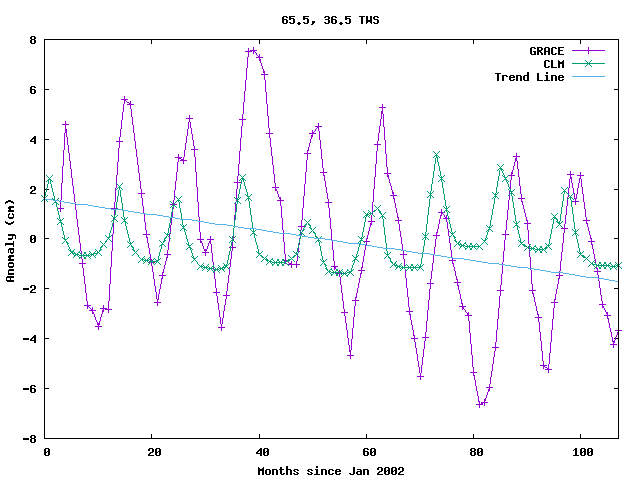 65.5, 36.5 TWS
GRACE
CLM
Trend Line
Anomaly (cm)
8
6
4
2
0
-2
-4
-6
-8
0 20 40 60 80 100
Months since Jan 2002